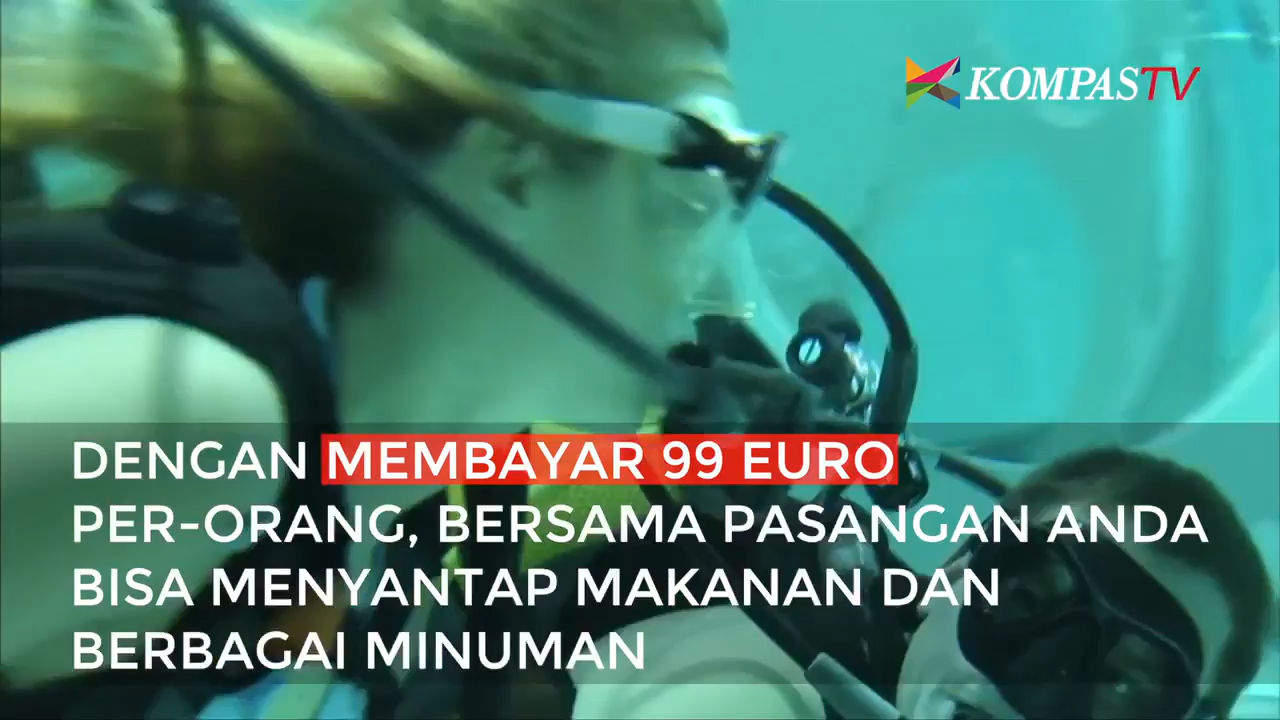 KOMPASTV
DENGAN MEMBAYAR 99 EURO
PER-ORANG, BERSAMA PASANGAN ANDA
BISA MENYANTAP MAKANAN DAN
BERBAGAI MINUMAN